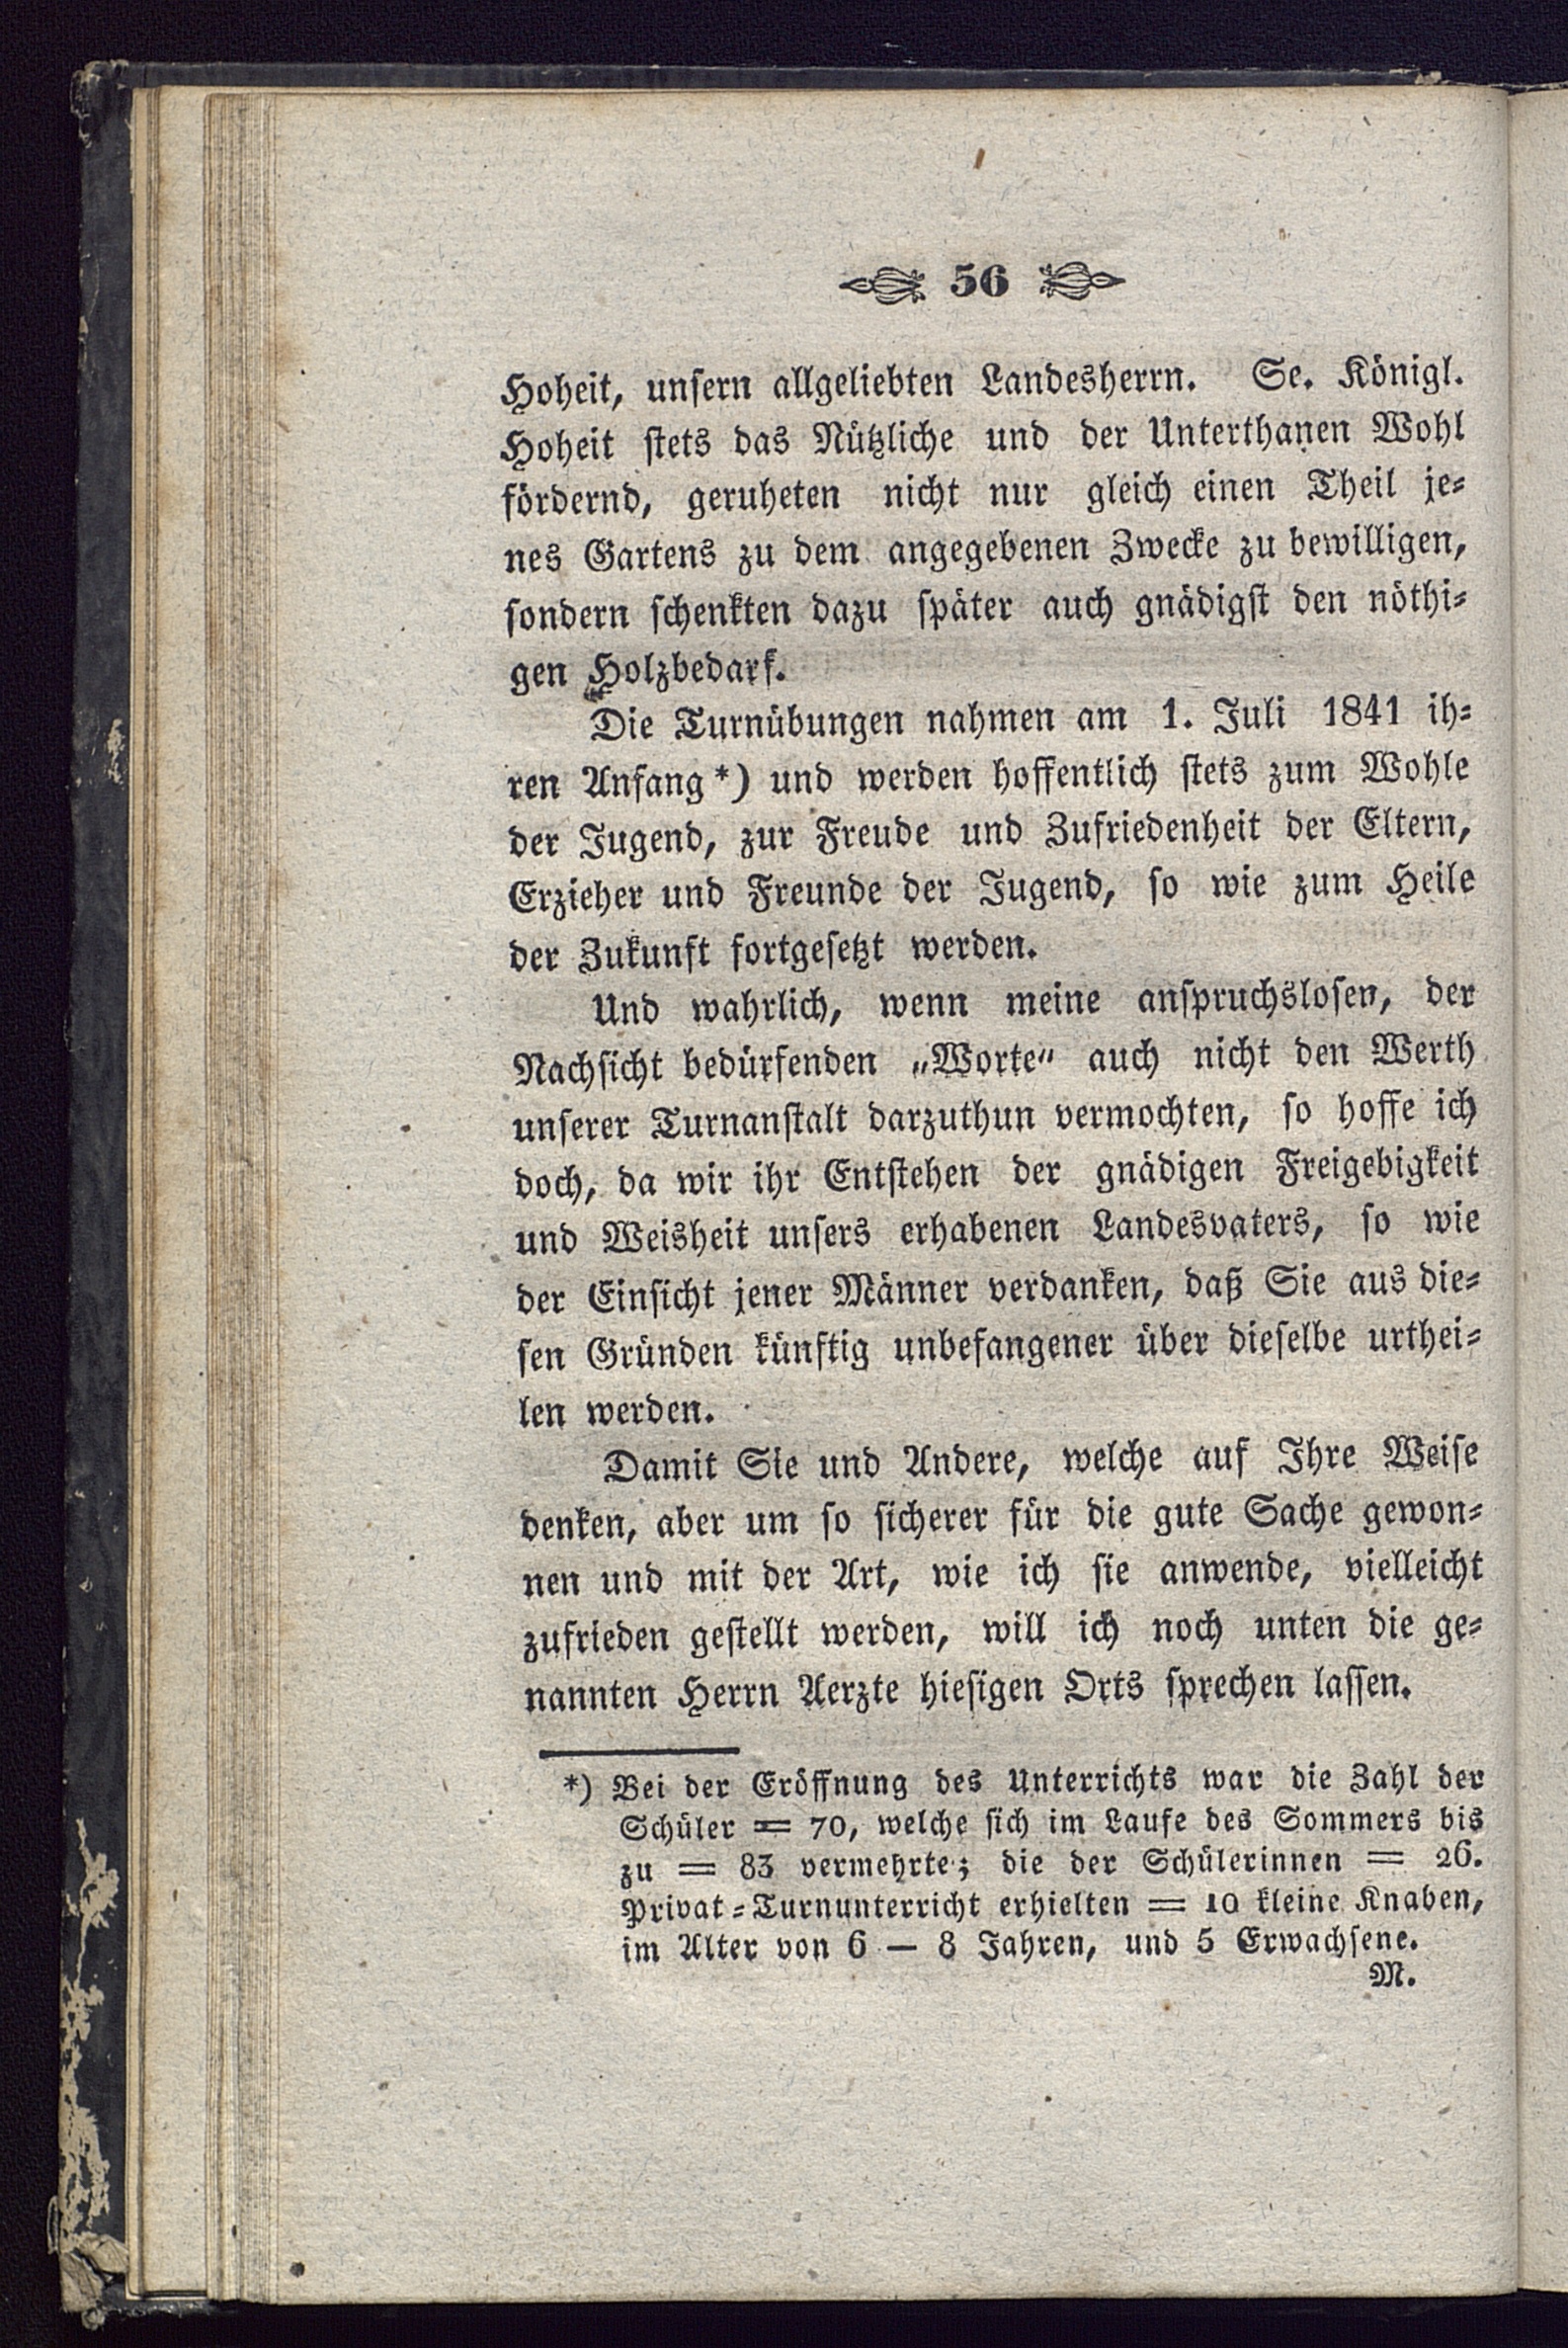 56
Hoheit, unsern allgeliebten Landesherrn. Se. Königl.
Hoheit stets das Nützliche und der Unterthanen Wohl
fördernd, geruheten nicht nur gleich einen Theil je-
nes Gartens zu dem angegebenen Zwecke zu bewilligen,
sondern schenkten dazu später auch gnädigst den nöthi-
gen Holzbedarf.
Die Turnübungen nahmen am 1. Juli 1841 ih-
ren Anfang*) und werden hoffentlich stets zum Wohle
der Jugend, zur Freude und Zufriedenheit der Eltern,
Erzieher und Freunde der Jugend, so wie zum Heile
der Zukunft fortgesetzt werden.
Und wahrlich, wenn meine anspruchslosen, der
Nachsicht bedürfenden „Worte“ auch nicht den Werth
unserer Turnanstalt darzuthun vermochten, so hoffe ich
doch, da wir ihr Entstehen der gnädigen Freigebigkeit
und Weisheit unsers erhabenen Landesvaters, so wie
der Einsicht jener Männer verdanken, daß Sie aus die-
sen Gründen künftig unbefangener über dieselbe urthei-
len werden.
Damit Sie und Andere, welche auf Ihre Weise
denken, aber um so sicherer für die gute Sache gewon-
nen und mit der Art, wie ich sie anwende, vielleicht
zufrieden gestellt werden, will ich noch unten die ge-
nannten Herrn Aerzte hiesigen Orts sprechen lassen.
*) Bei der Eröffnung des Unterrichts war die Zahl der
Schüler = 70, welche sich im Laufe des Sommers bis
zu = 83 vermehrte; die der Schülerinnen = 26.
Privat-Turnunterricht erhielten = 10 kleine Knaben,
im Alter von 6 — 8 Jahren, und 5 Erwachsene.
M.